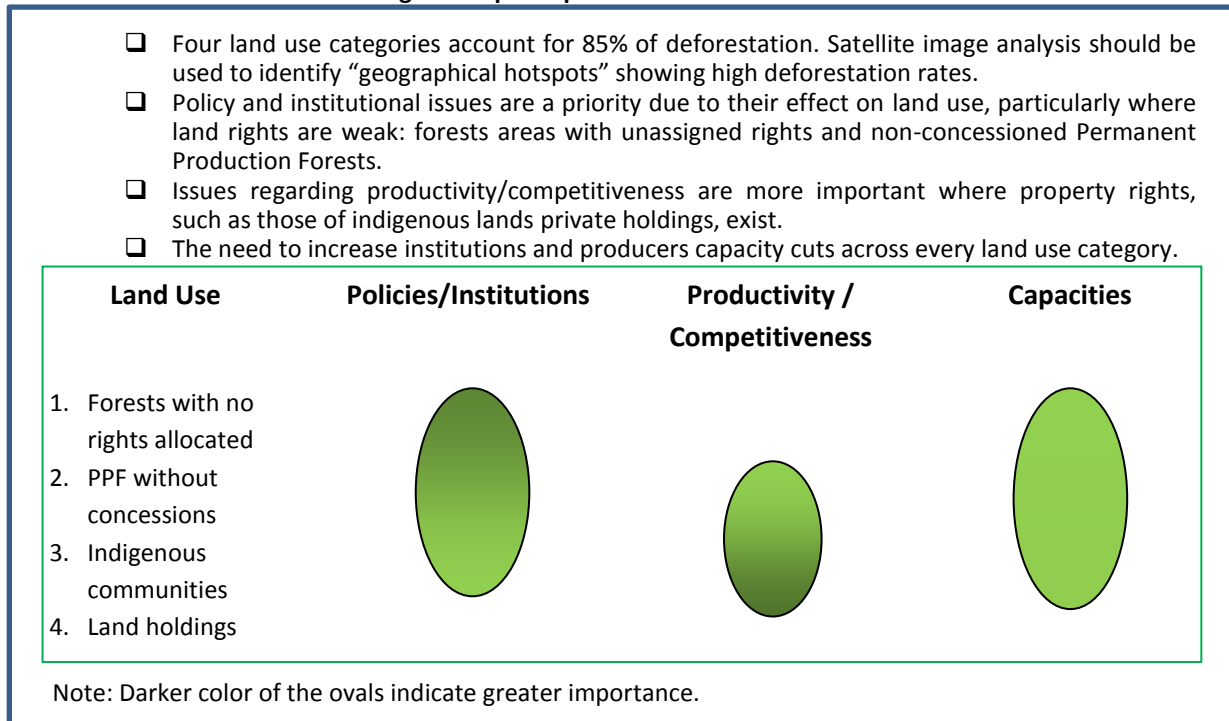 ❑ Four land use categories account for 85% of deforestation. Satellite image analysis should be
used to identify “geographical hotspots” showing high deforestation rates.
❑ Policy and institutional issues are a priority due to their effect on land use, particularly where
land rights are weak: forests areas with unassigned rights and non-concessioned Permanent
Production Forests.
❑ Issues regarding productivity/competitiveness are more important where property rights,
such as those of indigenous lands private holdings, exist.
❑ The need to increase institutions and producers capacity cuts across every land use category.
Land Use Policies/Institutions Productivity / Capacities
Competitiveness
1. Forests with no
rights allocated
2. PPF without
concessions
3. Indigenous
communities
4. Land holdings
Note: Darker color of the ovals indicate greater importance.